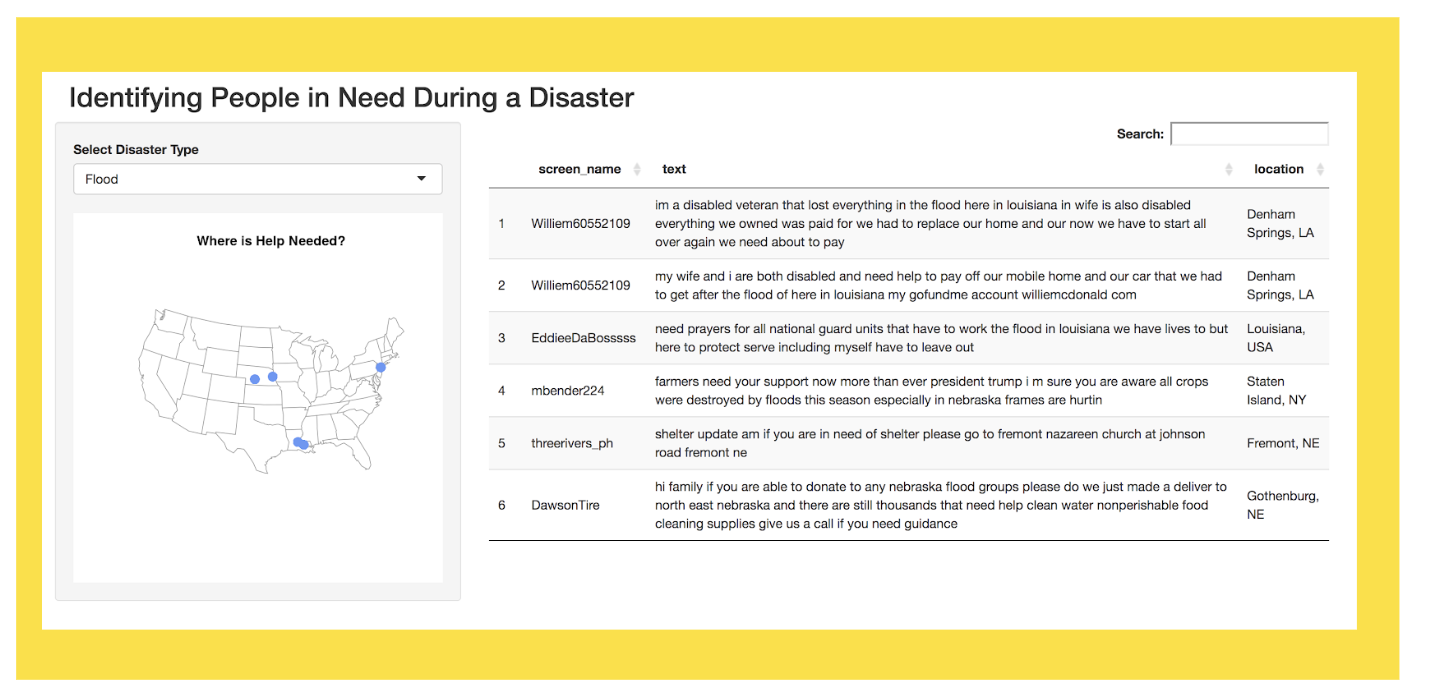 Identifying People in Need During a Disaster
Select Disaster Type
Flood
Where is Help Needed?
Search:
screen_name text location
1 Williem60552109 im a disabled veteran that lost everything in the flood here in louisiana in wife is also disabled
everything we owned was paid for we had to replace our home and our now we have to start all
over again we need about to pay
Denham
Springs, LA
2 Williem60552109 my wife and i are both disabled and need help to pay off our mobile home and our car that we had
to get after the flood of here in louisiana my gofundme account williemcdonald com
Denham
Springs, LA
3 EddieeDaBosssss need prayers for all national guard units that have to work the flood in louisiana we have lives to but
here to protect serve including myself have to leave out
Louisiana,
USA
4 mbender224 farmers need your support now more than ever president trump i m sure you are aware all crops
were destroyed by floods this season especially in nebraska frames are hurtin
Staten
Island, NY
5 threerivers_ph shelter update am if you are in need of shelter please go to fremont nazareen church at johnson
road fremont ne
Fremont, NE
6 DawsonTire hi family if you are able to donate to any nebraska flood groups please do we just made a deliver to
north east nebraska and there are still thousands that need help clean water nonperishable food
cleaning supplies give us a call if you need guidance
Gothenburg,
NE